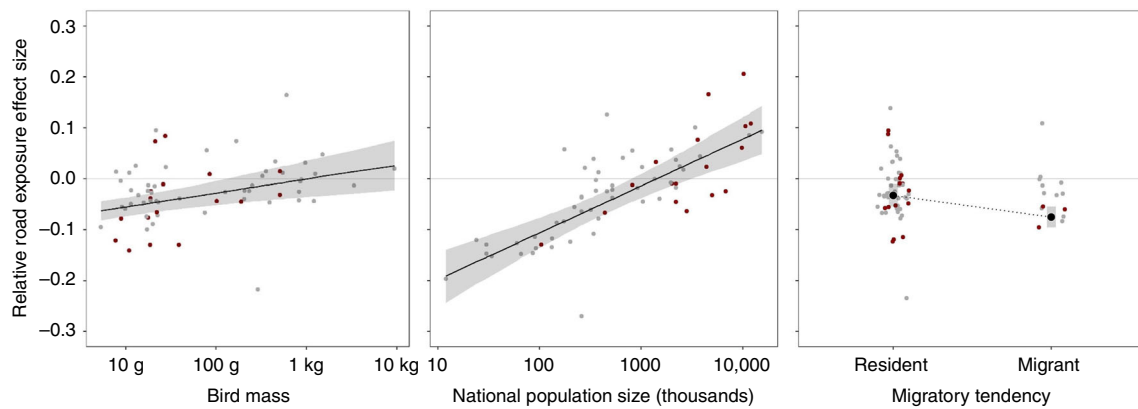 Relative road exposure effect size
0.3
0.2
0.1
0.0
–0.1
–0.2
–0.3
10 g 100 g 1 kg 10 kg
Bird mass
10 100 1000 10,000
National population size (thousands)
Resident Migrant
Migratory tendency